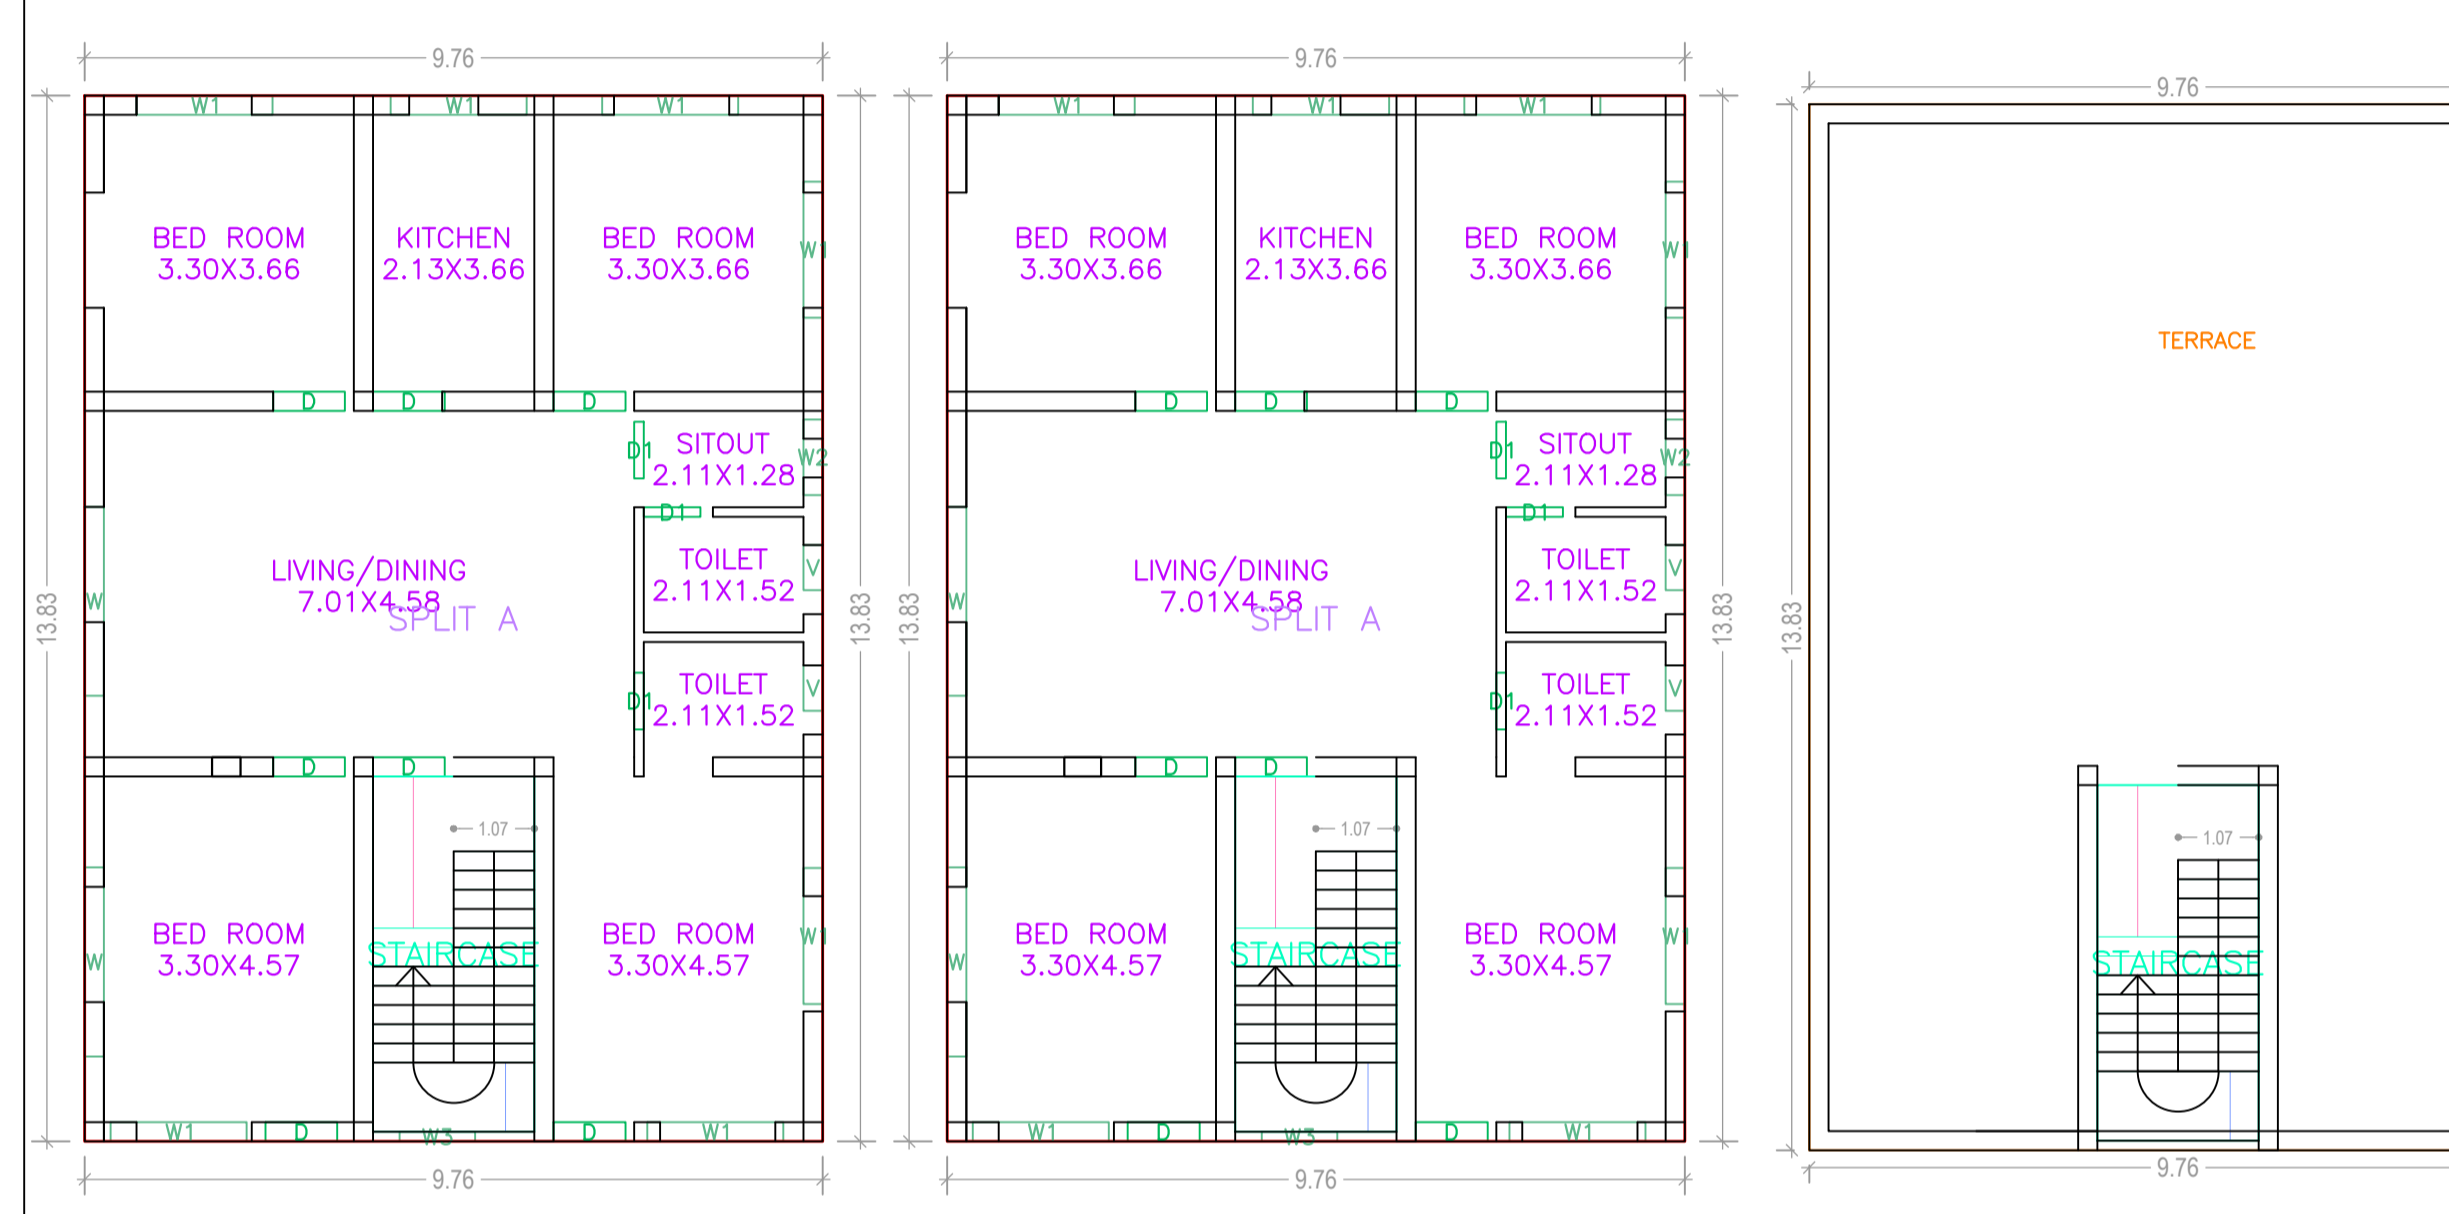 9.76
W1
W1
W1
BED ROOM
3.30X3.66
KITCHEN
2.13X3.66
BED ROOM
3.30X3.66
W1
D
D
D
D1
SITOUT
2.11X1.28
W2
D1
LIVING/DINING
7.01X4.58
SPLIT A
TOILET
2.11X1.52
V
W
13.83
13.83
D1
TOILET
2.11X1.52
V
D
D
1.07
BED ROOM
3.30X4.57
STAIRCASE
BED ROOM
3.30X4.57
W
W1
W1
D
W3
D
W1
9.76
9.76
W1
W1
W1
BED ROOM
3.30X3.66
KITCHEN
2.13X3.66
BED ROOM
3.30X3.66
W1
D
D
D
D1
SITOUT
2.11X1.28
W2
D1
LIVING/DINING
7.01X4.58
SPLIT A
TOILET
2.11X1.52
V
W
13.83
13.83
D1
TOILET
2.11X1.52
V
D
D
1.07
BED ROOM
3.30X4.57
STAIRCASE
BED ROOM
3.30X4.57
W
W1
W1
D
W3
D
W1
9.76
9.76
TERRACE
13.83
1.07
STAIRCASE
9.76